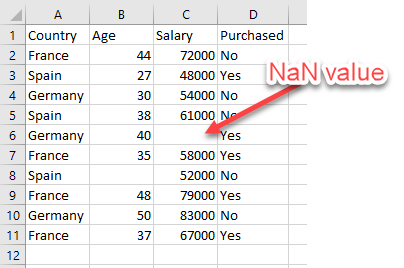 A B C D
1 Country Age Salary Purchased
2 France 44 72000 No
3 Spain 27 48000 Yes
4 Germany 30 54000 No
5 Spain 38 61000 No
6 Germany 40 Yes
7 France 35 58000 Yes
8 Spain 52000 No
9 France 48 79000 Yes
10 Germany 50 83000 No
11 France 37 67000 Yes
12
NaN value